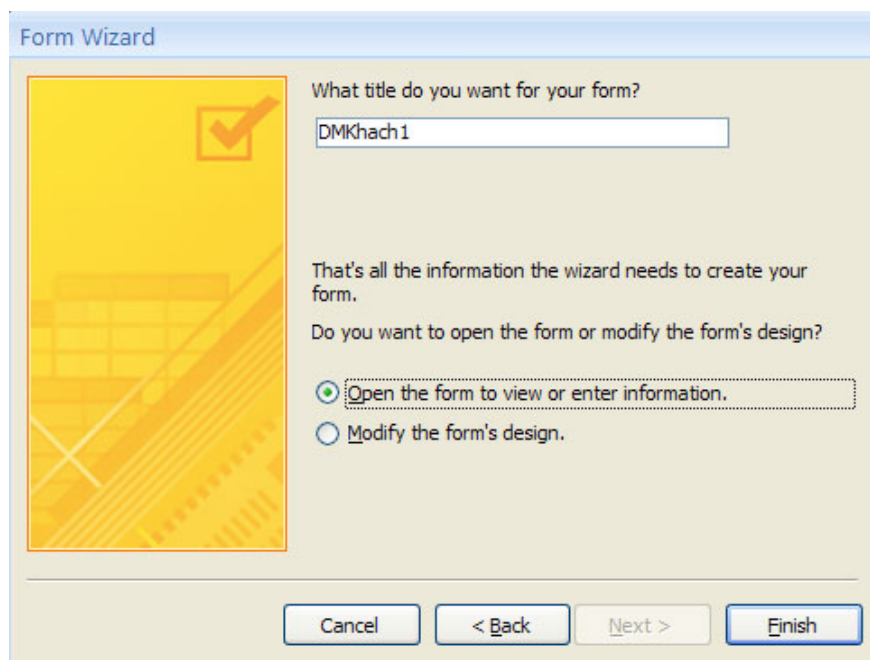 Form Wizard
What title do you want for your form?
DMKhach1
That's all the information the wizard needs to create your
form.
Do you want to open the form or modify the form's design?
Open the form to view or enter information.
Modify the form's design.
Cancel
< Back
Next >
Finish